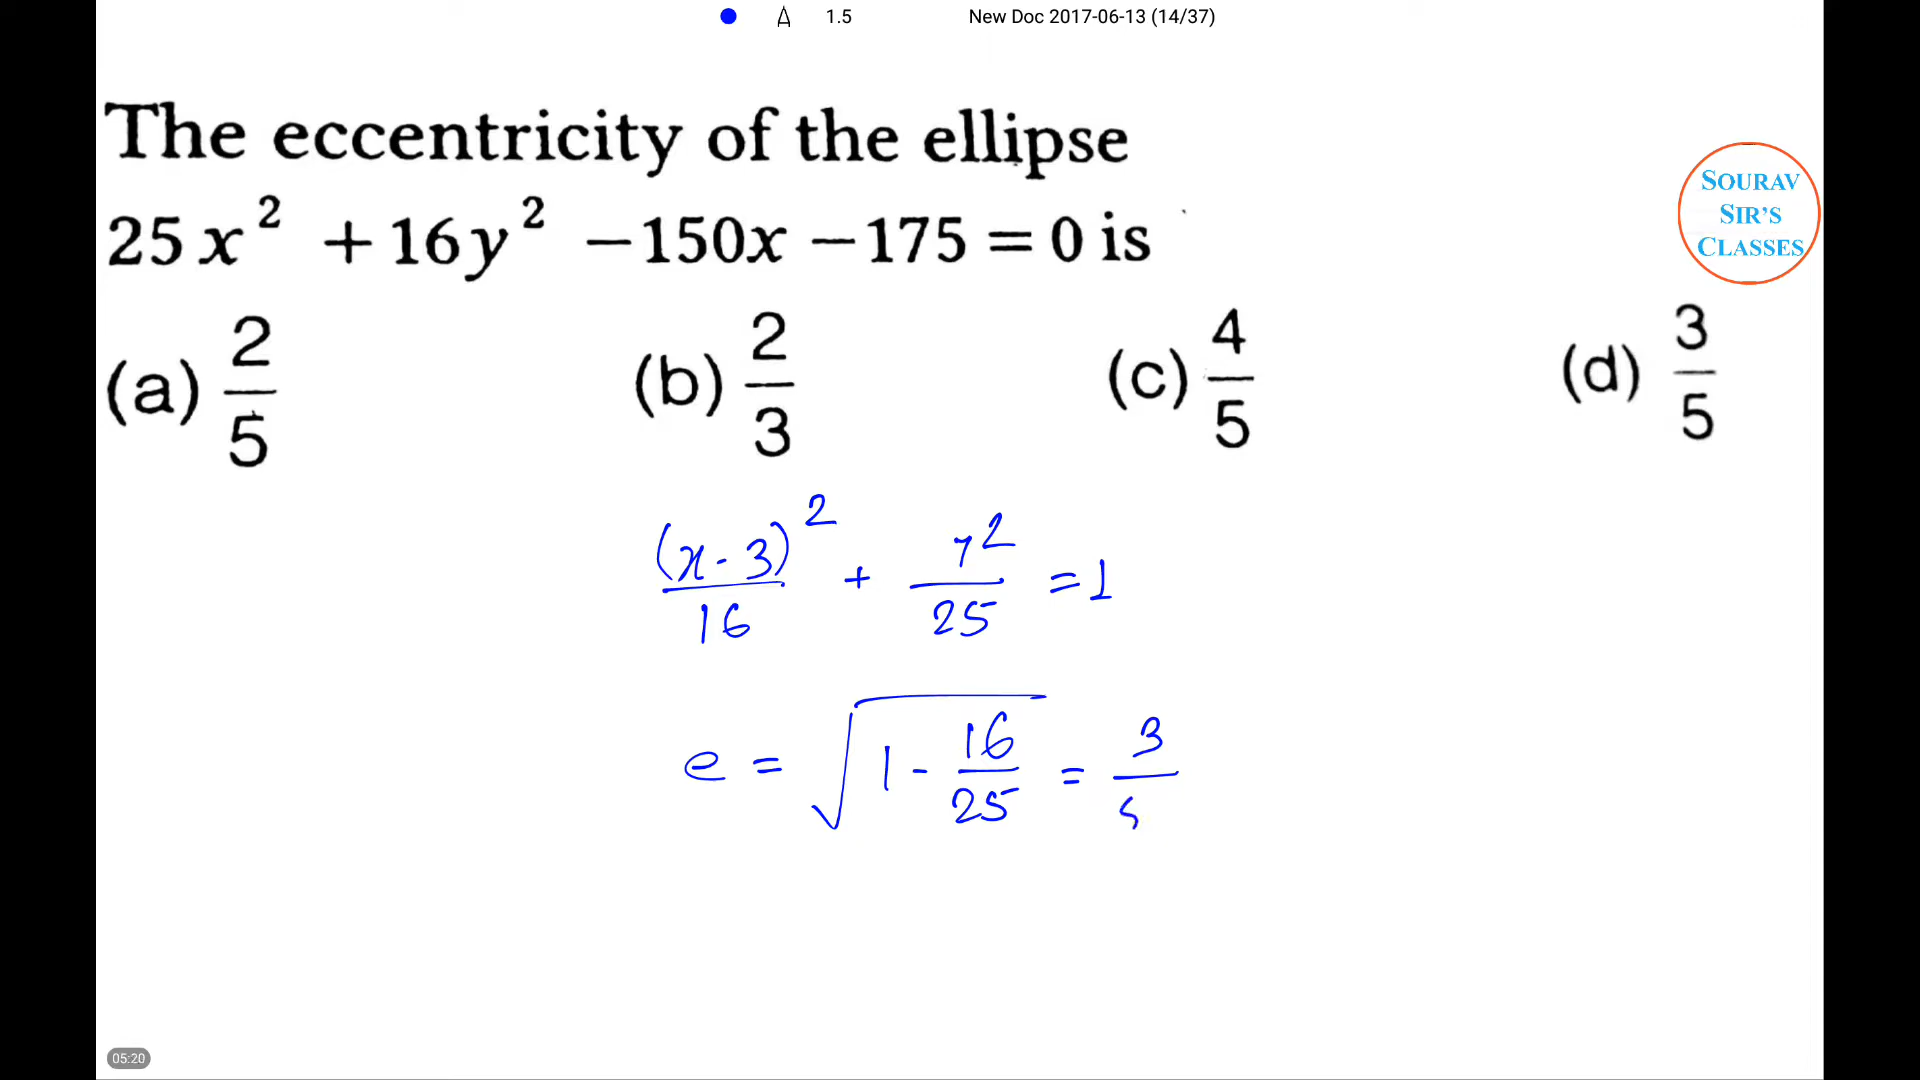 1.5 New Doc 2017-06-13 (14/37)
The eccentricity of the ellipse
25x² +16y² −150x −175 = 0 is
SOURAV
SIR'S
CLASSES
(a) 2/5 (b) 2/3 (c) 4/5 (d) 3/5
(x-3)²/16 + y²/25 = 1
e = √(1 - 16/25) = 3/5
05:20